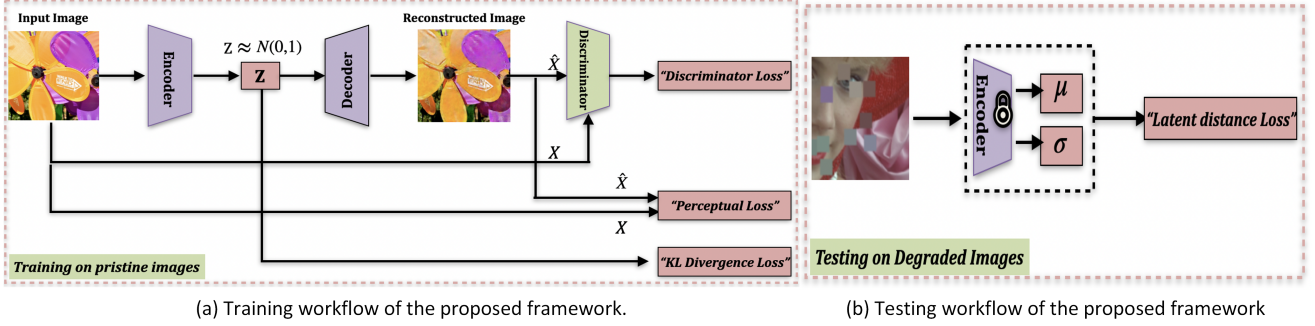 Input Image
Reconstructed Image
Encoder
Z ≈ N(0,1)
Z
Decoder
X̂
Discriminator
"Discriminator Loss"
X
X̂
"Perceptual Loss"
X
"KL Divergence Loss"
Training on pristine images
(a) Training workflow of the proposed framework.
Encoder
μ
σ
"Latent distance Loss"
Testing on Degraded Images
(b) Testing workflow of the proposed framework